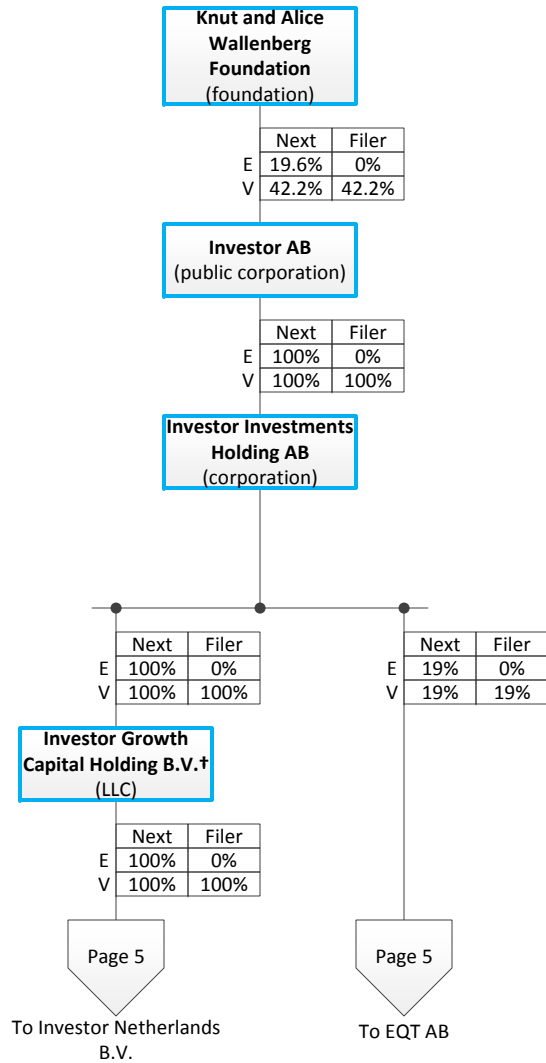 Knut and Alice
Wallenberg
Foundation
(foundation)
Next Filer
E 19.6% 0%
V 42.2% 42.2%
Investor AB
(public corporation)
Next Filer
E 100% 0%
V 100% 100%
Investor Investments
Holding AB
(corporation)
Next Filer
E 100% 0%
V 100% 100%
Next Filer
E 19% 0%
V 19% 19%
Investor Growth
Capital Holding B.V.†
(LLC)
Next Filer
E 100% 0%
V 100% 100%
Page 5
To Investor Netherlands
B.V.
Page 5
To EQT AB